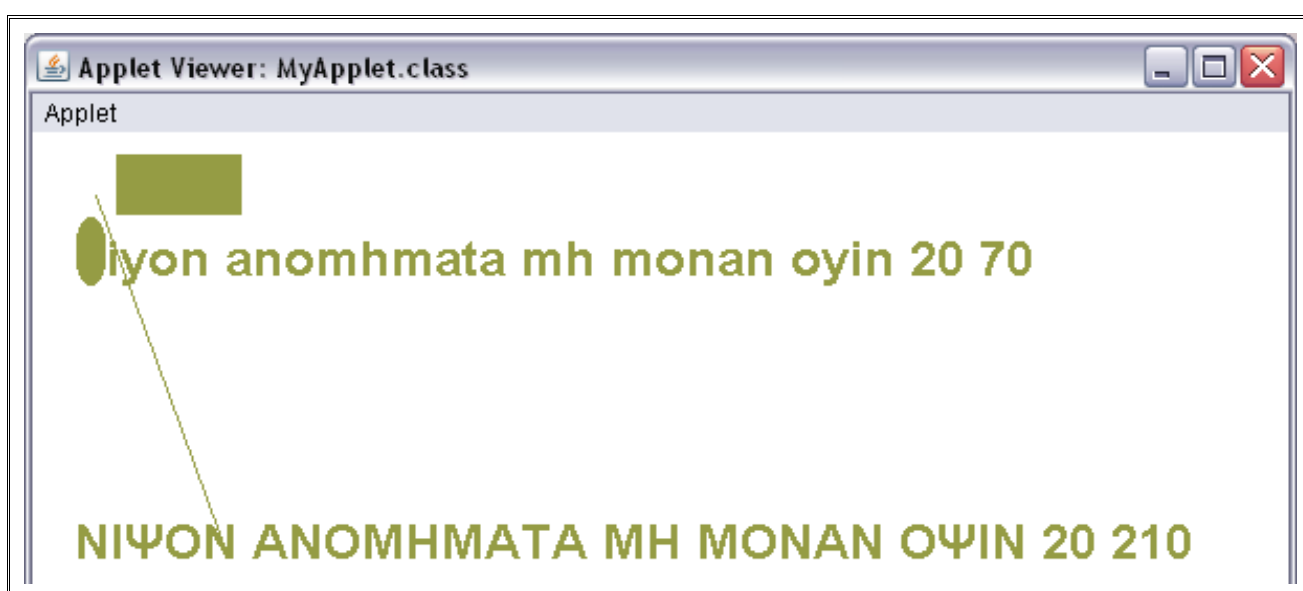 Applet Viewer: MyApplet.class
Applet
iyon anomhmata mh monan oyin 20 70
ΝΙΨΟΝ ΑΝΟΜΗΜΑΤΑ ΜΗ ΜΟΝΑΝ ΟΨΙΝ 20 210